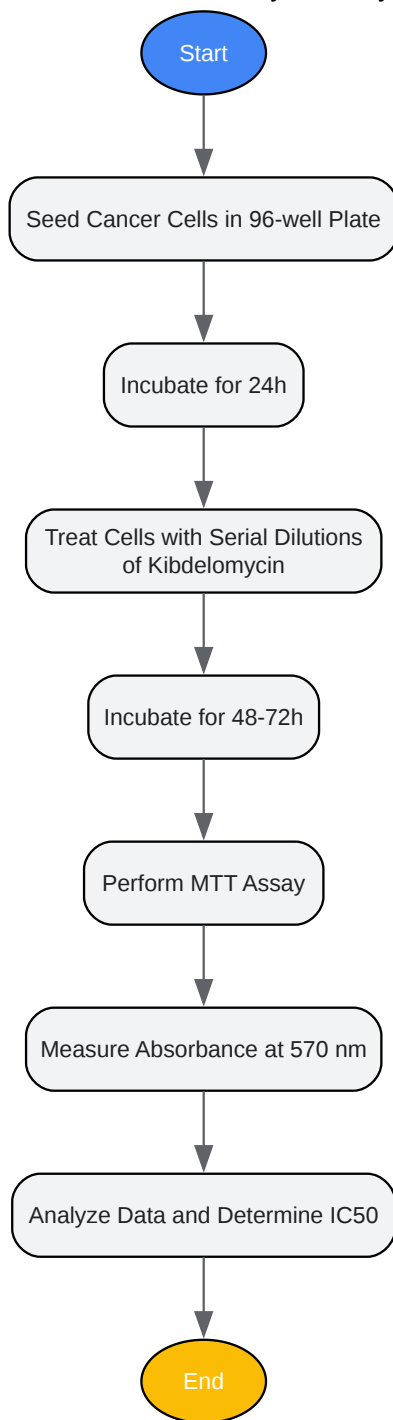 Start
Seed Cancer Cells in 96-well Plate
Incubate for 24h
Treat Cells with Serial Dilutions
of Kibdelomycin
Incubate for 48-72h
Perform MTT Assay
Measure Absorbance at 570 nm
Analyze Data and Determine IC50
End